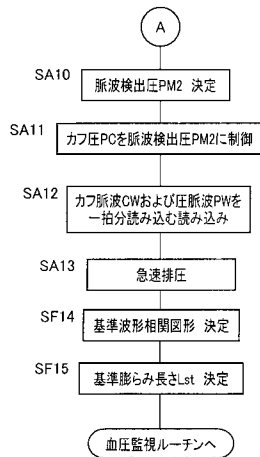 A
SA10
脈波検出圧PM2 決定
SA11
カフ圧PCを脈波検出圧PM2に制御
SA12
カフ脈波CWおよび圧脈波PWを
一拍分読み込む読み込み
SA13
急速排圧
SF14
基準波形相関図形 決定
SF15
基準膨らみ長さLst 決定
血圧監視ルーチンへ